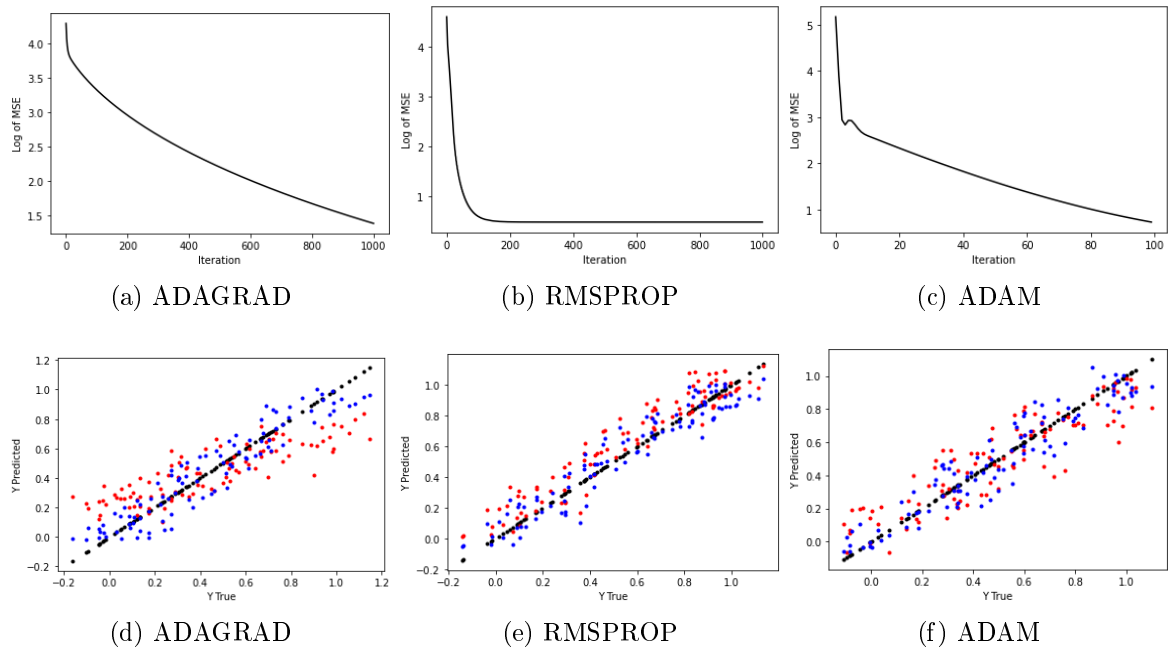 4.0
3.5
3.0
2.5
2.0
1.5
Log of MSE
0 200 400 600 800 1000
Iteration
(a) ADAGRAD
4
3
2
1
Log of MSE
0 200 400 600 800 1000
Iteration
(b) RMSPROP
5
4
3
2
1
Log of MSE
0 20 40 60 80 100
Iteration
(c) ADAM
1.2
1.0
0.8
0.6
0.4
0.2
0.0
−0.2
Y Predicted
−0.2 0.0 0.2 0.4 0.6 0.8 1.0 1.2
Y True
(d) ADAGRAD
1.0
0.8
0.6
0.4
0.2
0.0
−0.2
Y Predicted
−0.2 0.0 0.2 0.4 0.6 0.8 1.0
Y True
(e) RMSPROP
1.0
0.8
0.6
0.4
0.2
0.0
Y Predicted
0.0 0.2 0.4 0.6 0.8 1.0
Y True
(f) ADAM